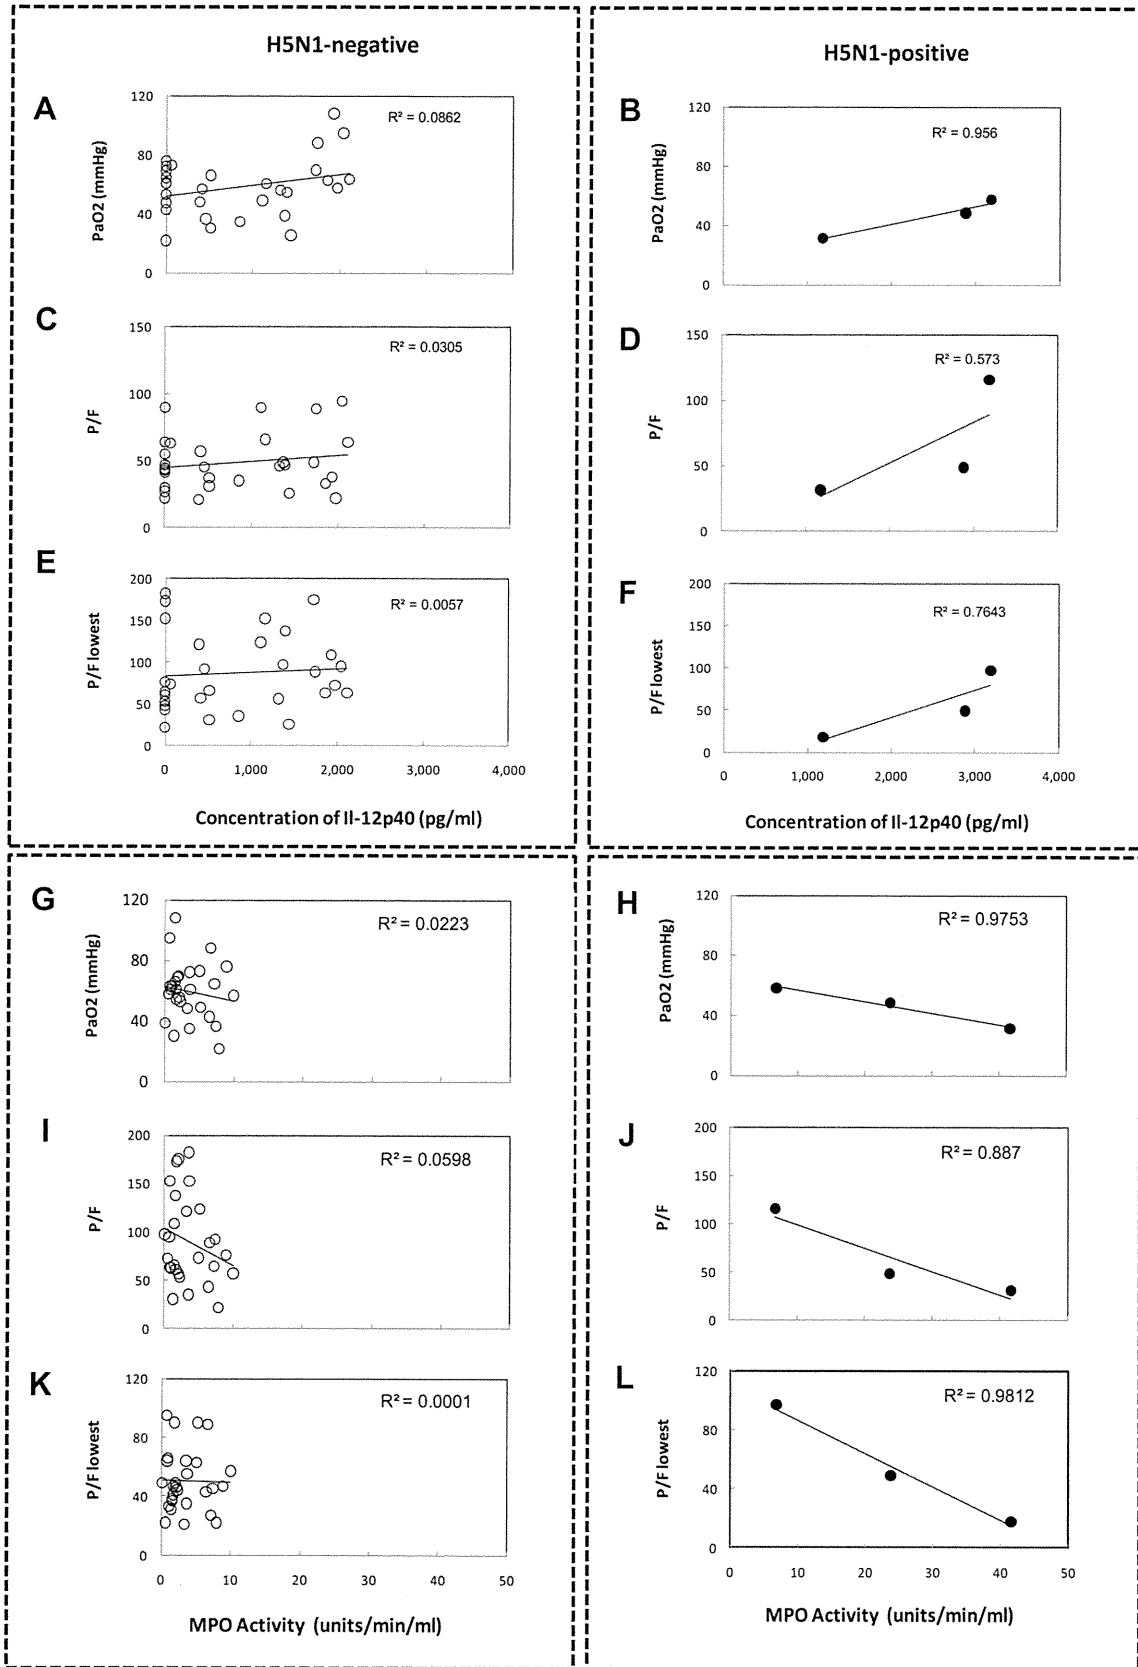 H5N1-negative
H5N1-positive
A
120
80
40
0
PaO2 (mmHg)
R² = 0.0862
B
120
80
40
0
PaO2 (mmHg)
R² = 0.956
C
150
100
50
0
P/F
R² = 0.0305
D
150
100
50
0
P/F
R² = 0.573
E
200
150
100
50
0
P/F lowest
R² = 0.0057
0 1,000 2,000 3,000 4,000
Concentration of Il-12p40 (pg/ml)
F
200
150
100
50
0
P/F lowest
R² = 0.7643
0 1,000 2,000 3,000 4,000
Concentration of Il-12p40 (pg/ml)
G
120
80
40
0
PaO2 (mmHg)
R² = 0.0223
H
120
80
40
0
PaO2 (mmHg)
R² = 0.9753
I
200
150
100
50
0
P/F
R² = 0.0598
J
200
150
100
50
0
P/F
R² = 0.887
K
120
80
40
0
P/F lowest
R² = 0.0001
0 10 20 30 40 50
MPO Activity (units/min/ml)
L
120
80
40
0
P/F lowest
R² = 0.9812
0 10 20 30 40 50
MPO Activity (units/min/ml)